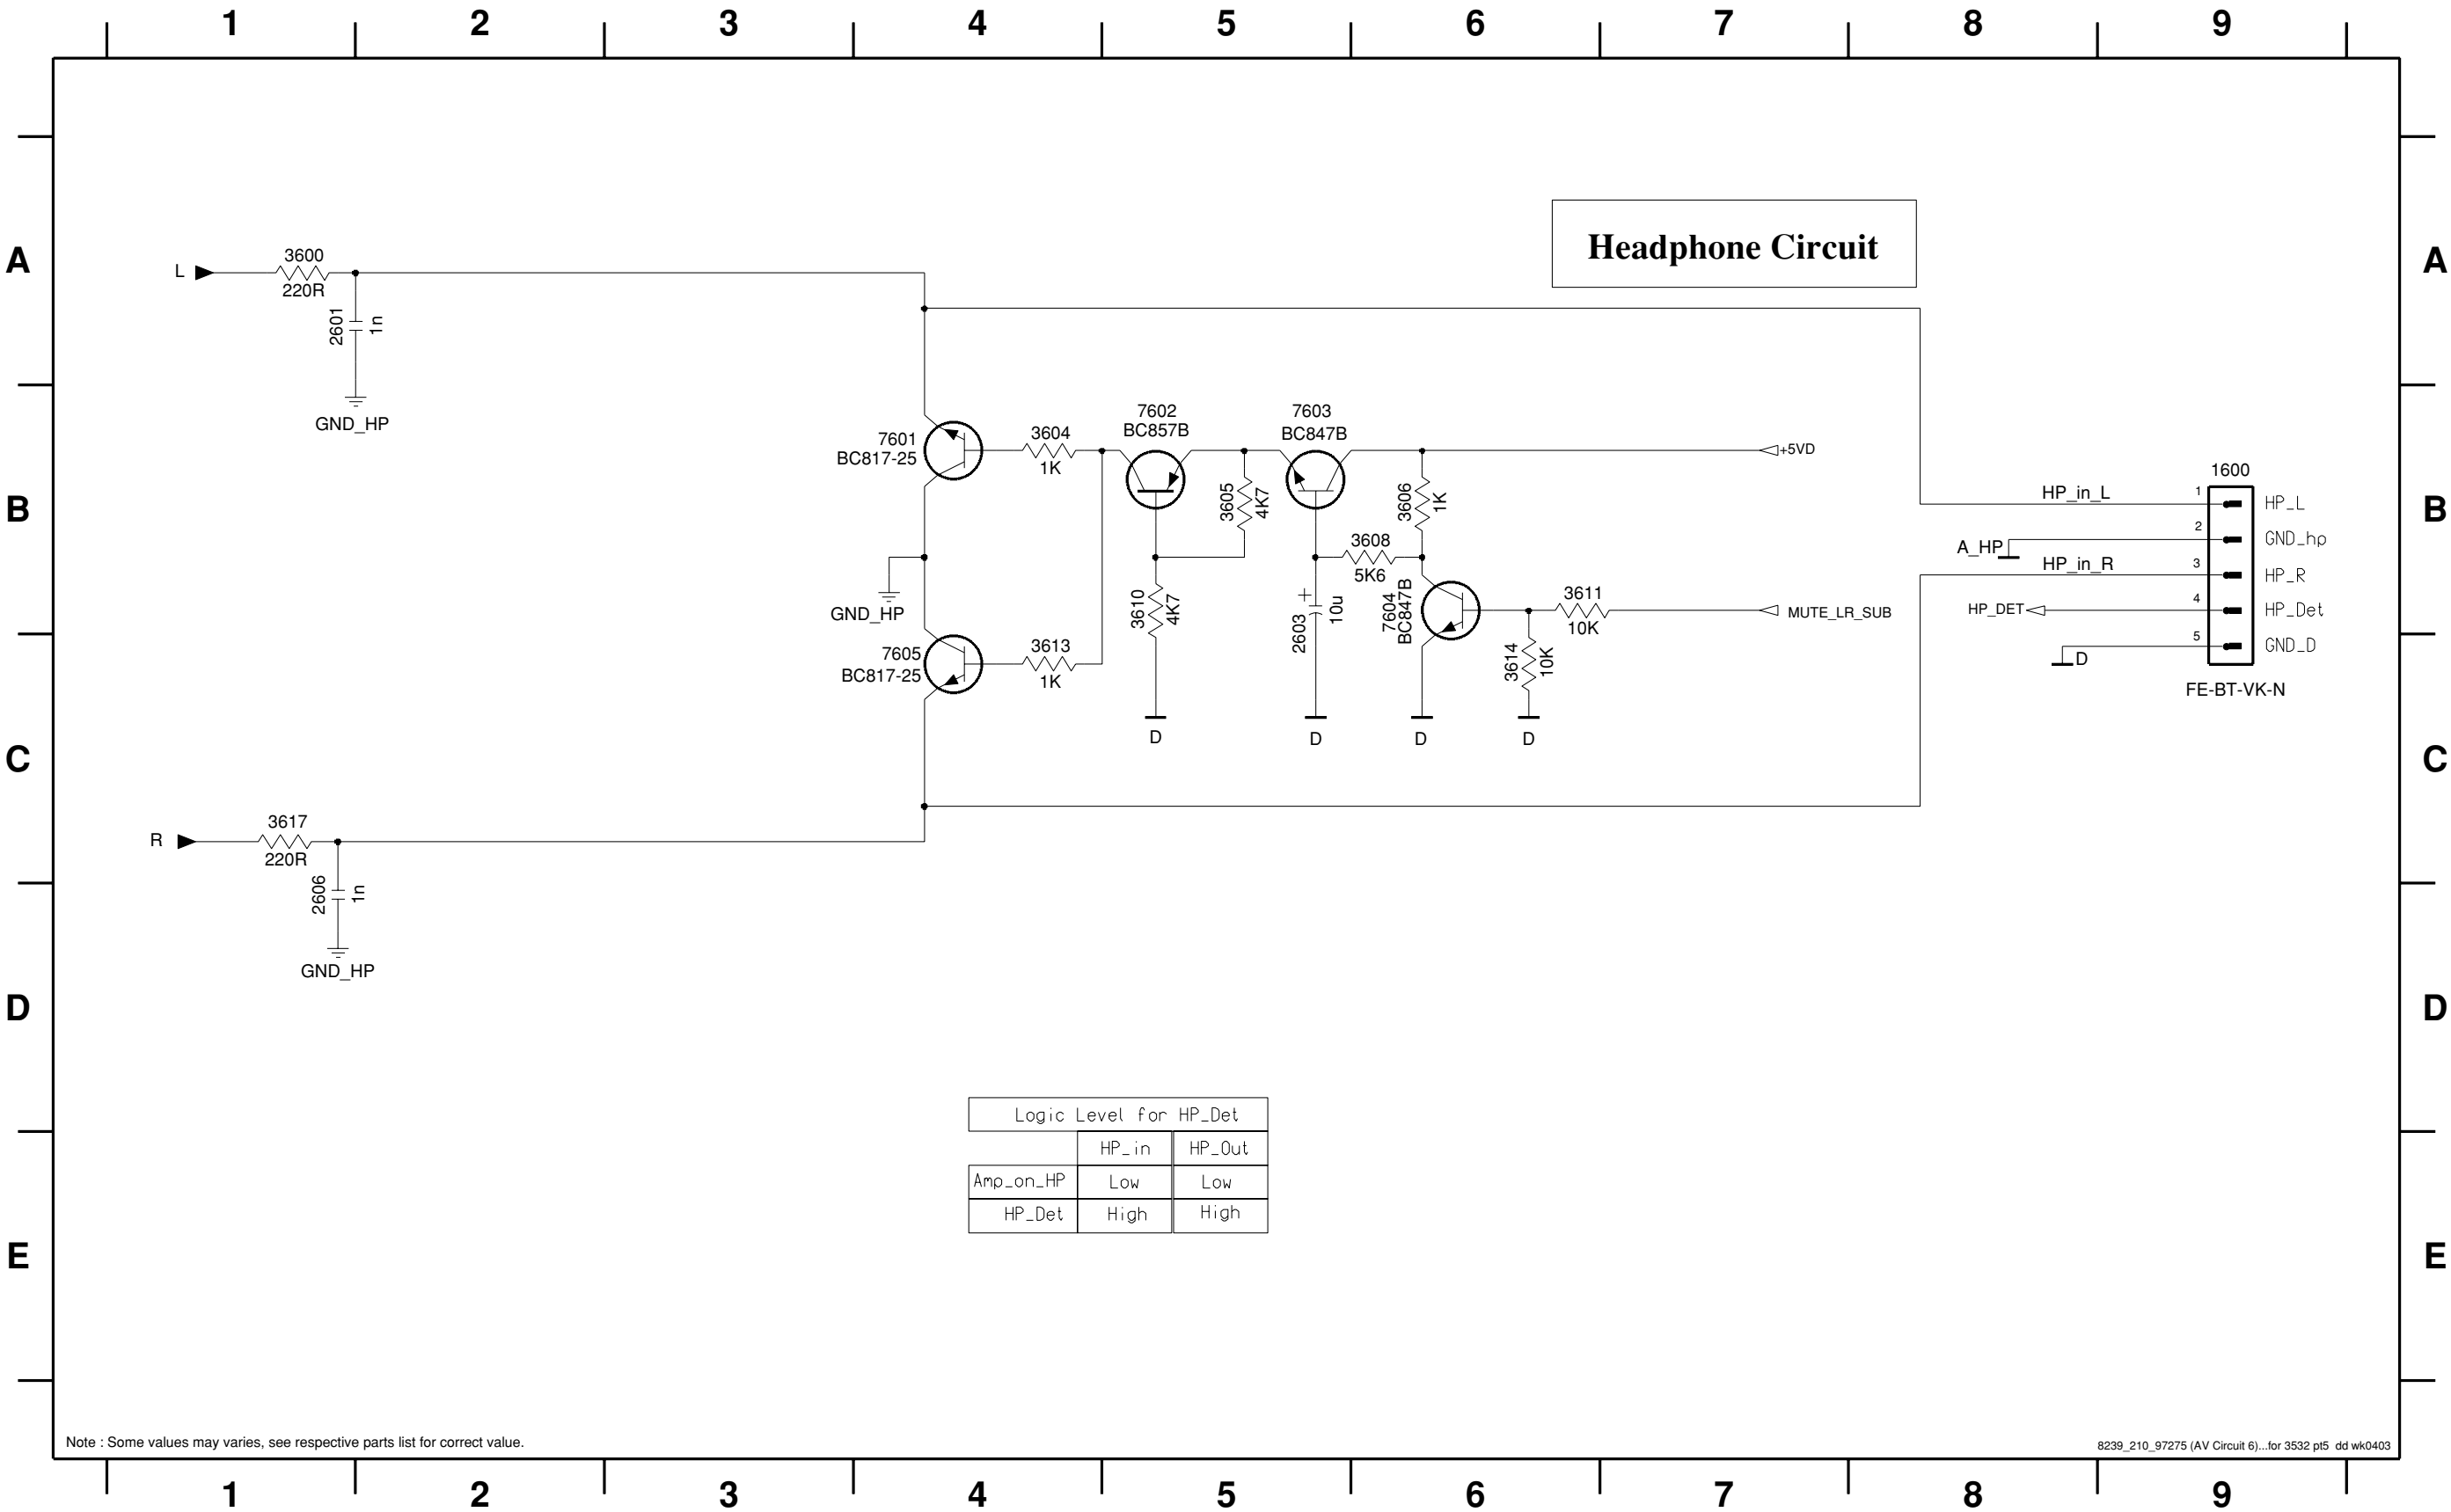 1 2 3 4 5 6 7 8 9
A A
B B
C C
D D
E E
Headphone Circuit
L
3600
220R
2601
1n
GND_HP
7601
BC817-25
3604
1K
7602
BC857B
3605
4K7
7603
BC847B
3606
1K
+5VD
3608
5K6
3610
4K7
D
2603
+
10u
D
7604
BC847B
D
3611
10K
MUTE_LR_SUB
3614
10K
D
GND_HP
7605
BC817-25
3613
1K
1600
HP_in_L
1
HP_L
A_HP
2
GND_hp
HP_in_R
3
HP_R
HP_DET
4
HP_Det
D
5
GND_D
FE-BT-VK-N
R
3617
220R
2606
1n
GND_HP
Logic Level for HP_Det
HP_in HP_Out
Amp_on_HP Low Low
HP_Det High High
Note : Some values may varies, see respective parts list for correct value.
8239_210_97275 (AV Circuit 6)...for 3532 pt5 dd wk0403
1 2 3 4 5 6 7 8 9